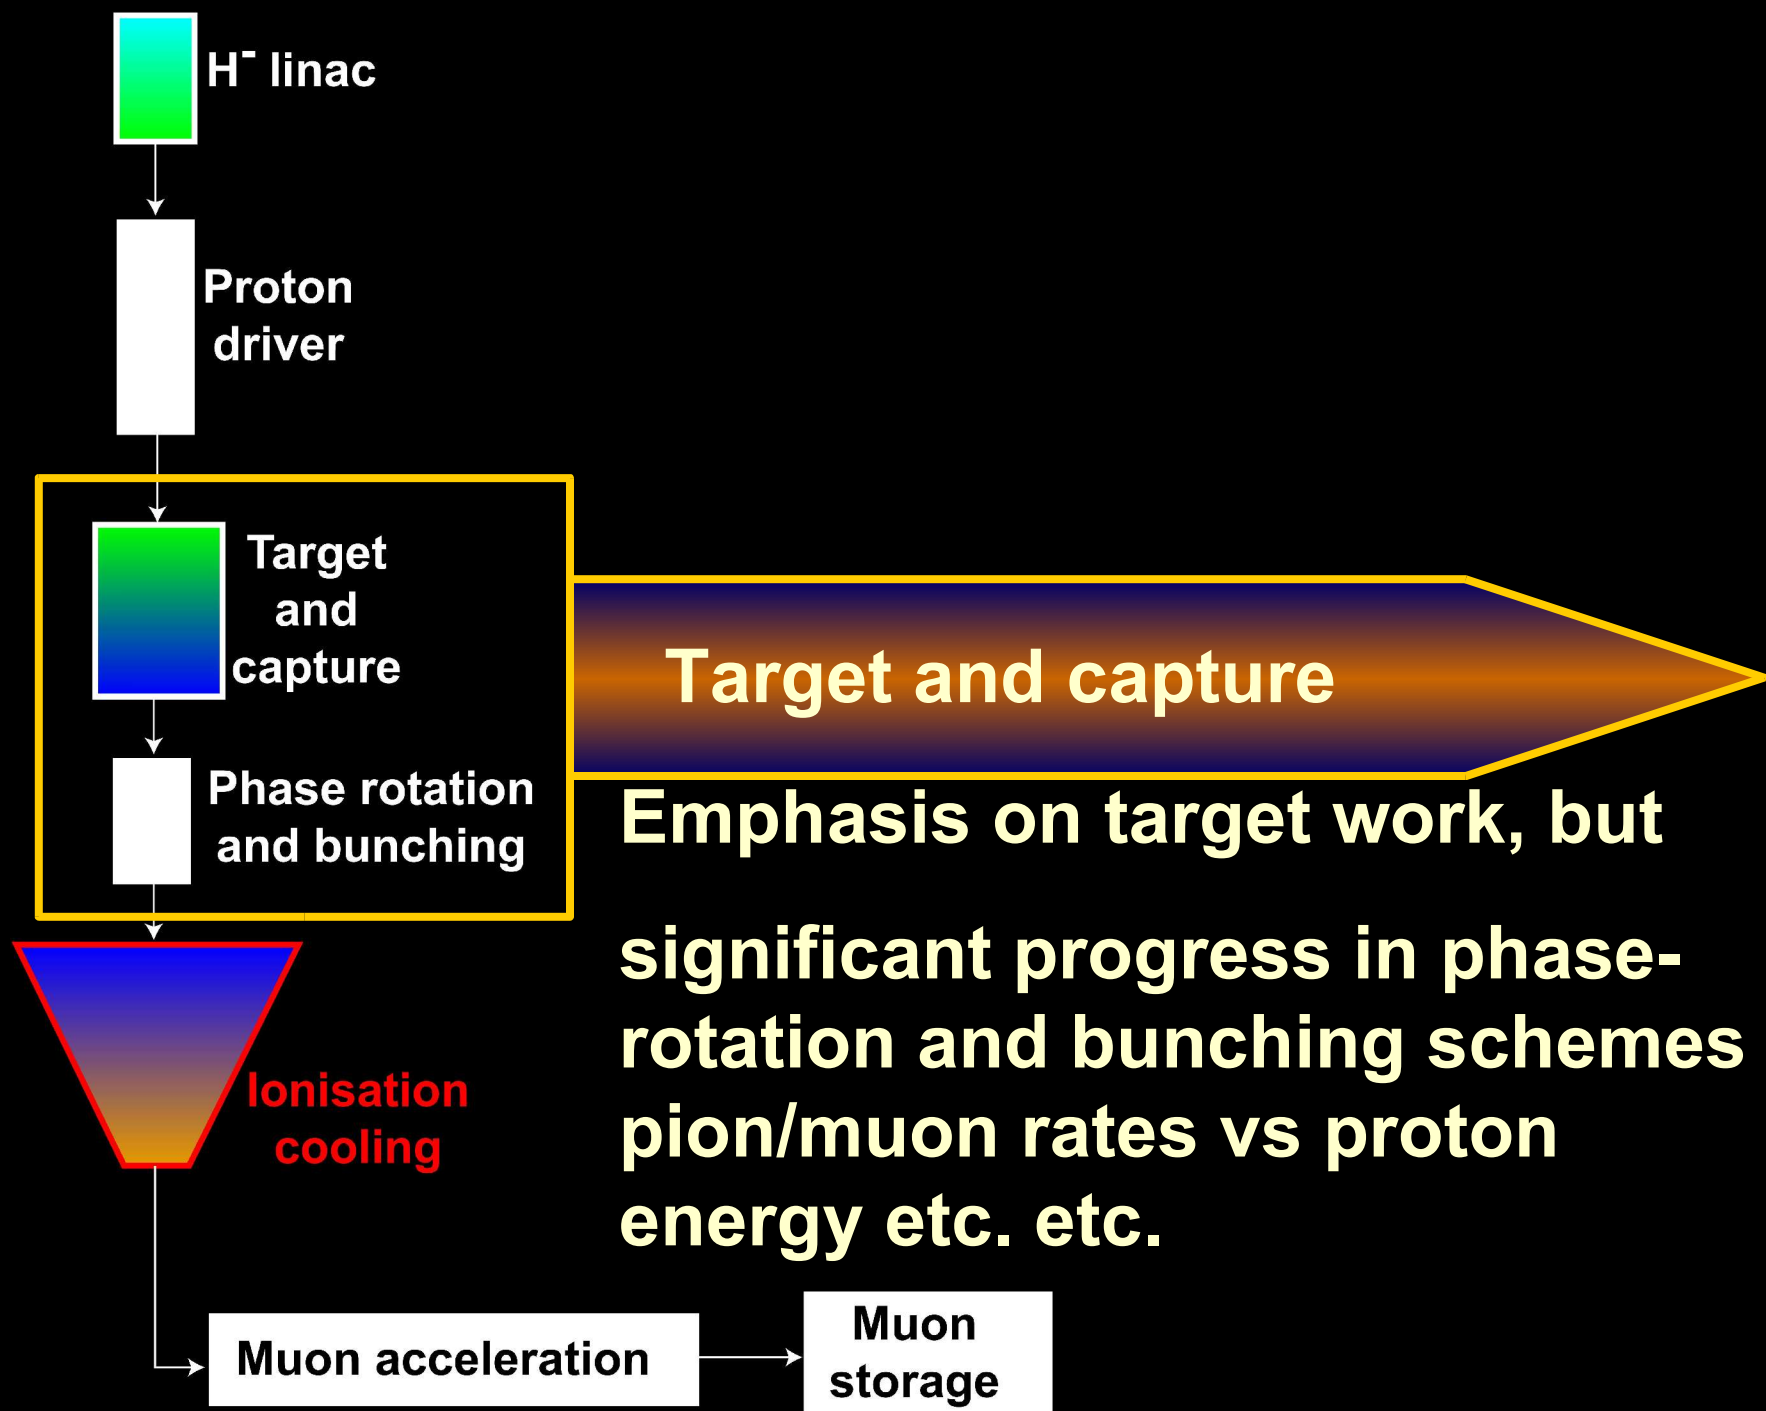 H⁻ linac
Proton
driver
Target
and
capture
Phase rotation
and bunching
Target and capture
Emphasis on target work, but
significant progress in phase-
rotation and bunching schemes
pion/muon rates vs proton
energy etc. etc.
Ionisation
cooling
Muon acceleration
Muon
storage